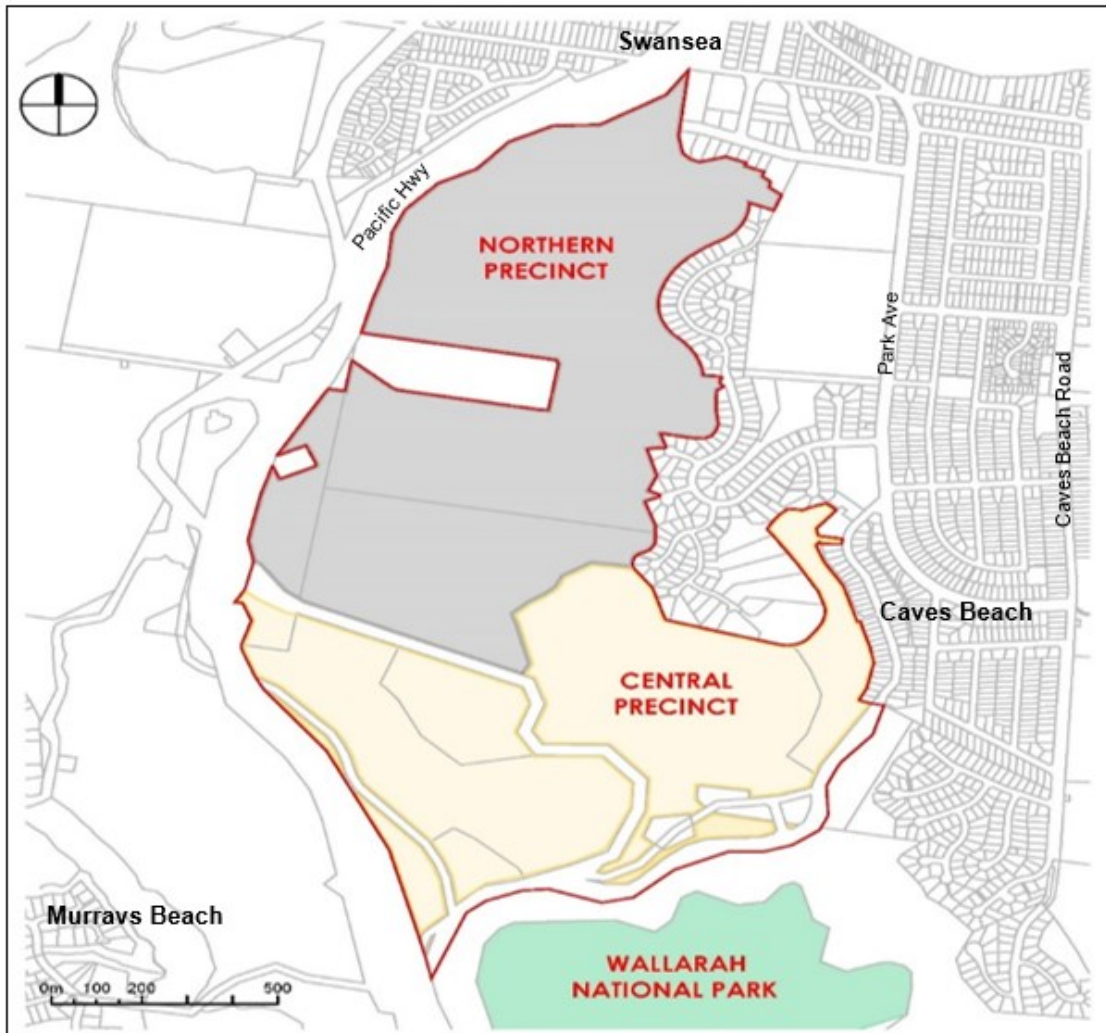 Swansea
Pacific Hwy
NORTHERN
PRECINCT
Park Ave
Caves Beach Road
Caves Beach
CENTRAL
PRECINCT
Murravs Beach
0m 100 200 500
WALLARAH
NATIONAL PARK